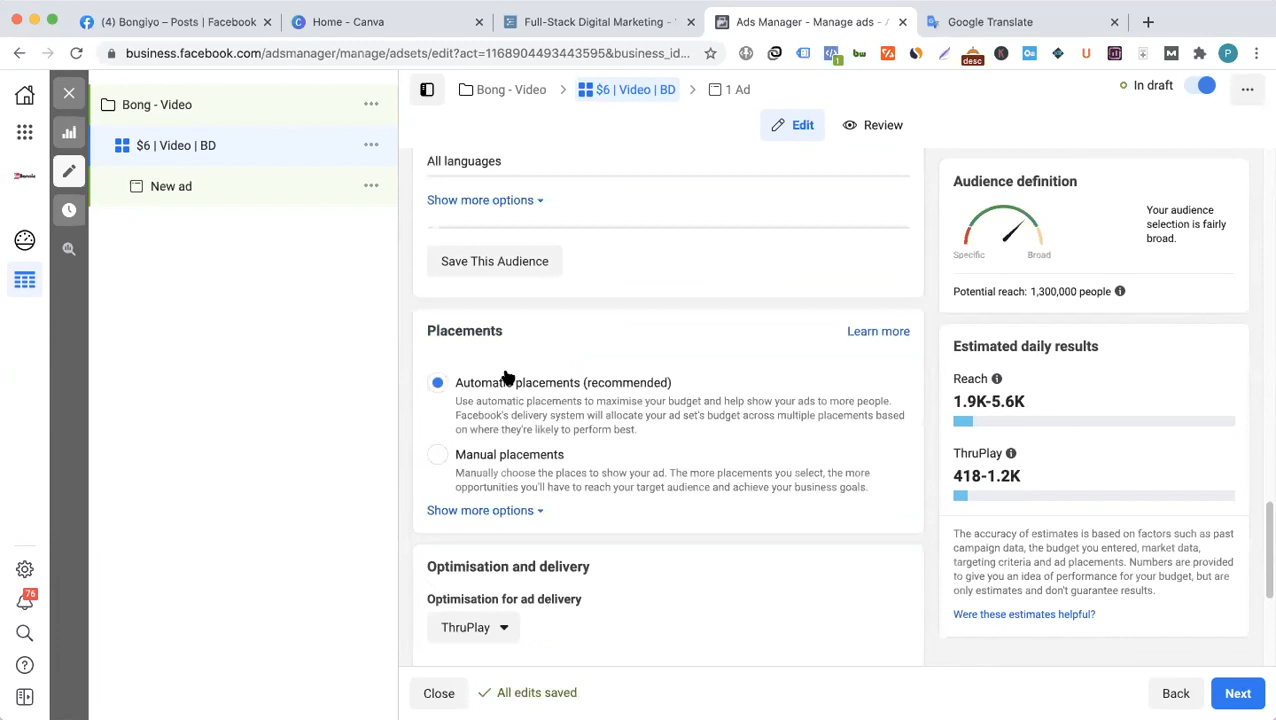 (4) Bongiyo – Posts | Facebook
Home - Canva
Full-Stack Digital Marketing -
Ads Manager - Manage ads -
Google Translate
business.facebook.com/adsmanager/manage/adsets/edit?act=1168904493443595&business_id...
desc
P
Bong - Video
$6 | Video | BD
New ad
Bong - Video
$6 | Video | BD
1 Ad
In draft
Edit
Review
All languages
Show more options
Save This Audience
Placements
Learn more
Automatic placements (recommended)
Use automatic placements to maximise your budget and help show your ads to more people.
Facebook's delivery system will allocate your ad set's budget across multiple placements based
on where they're likely to perform best.
Manual placements
Manually choose the places to show your ad. The more placements you select, the more
opportunities you'll have to reach your target audience and achieve your business goals.
Show more options
Optimisation and delivery
Optimisation for ad delivery
ThruPlay
Audience definition
Specific
Broad
Your audience
selection is fairly
broad.
Potential reach: 1,300,000 people
Estimated daily results
Reach
1.9K-5.6K
ThruPlay
418-1.2K
The accuracy of estimates is based on factors such as past
campaign data, the budget you entered, market data,
targeting criteria and ad placements. Numbers are provided
to give you an idea of performance for your budget, but are
only estimates and don't guarantee results.
Were these estimates helpful?
76
Close
All edits saved
Back
Next